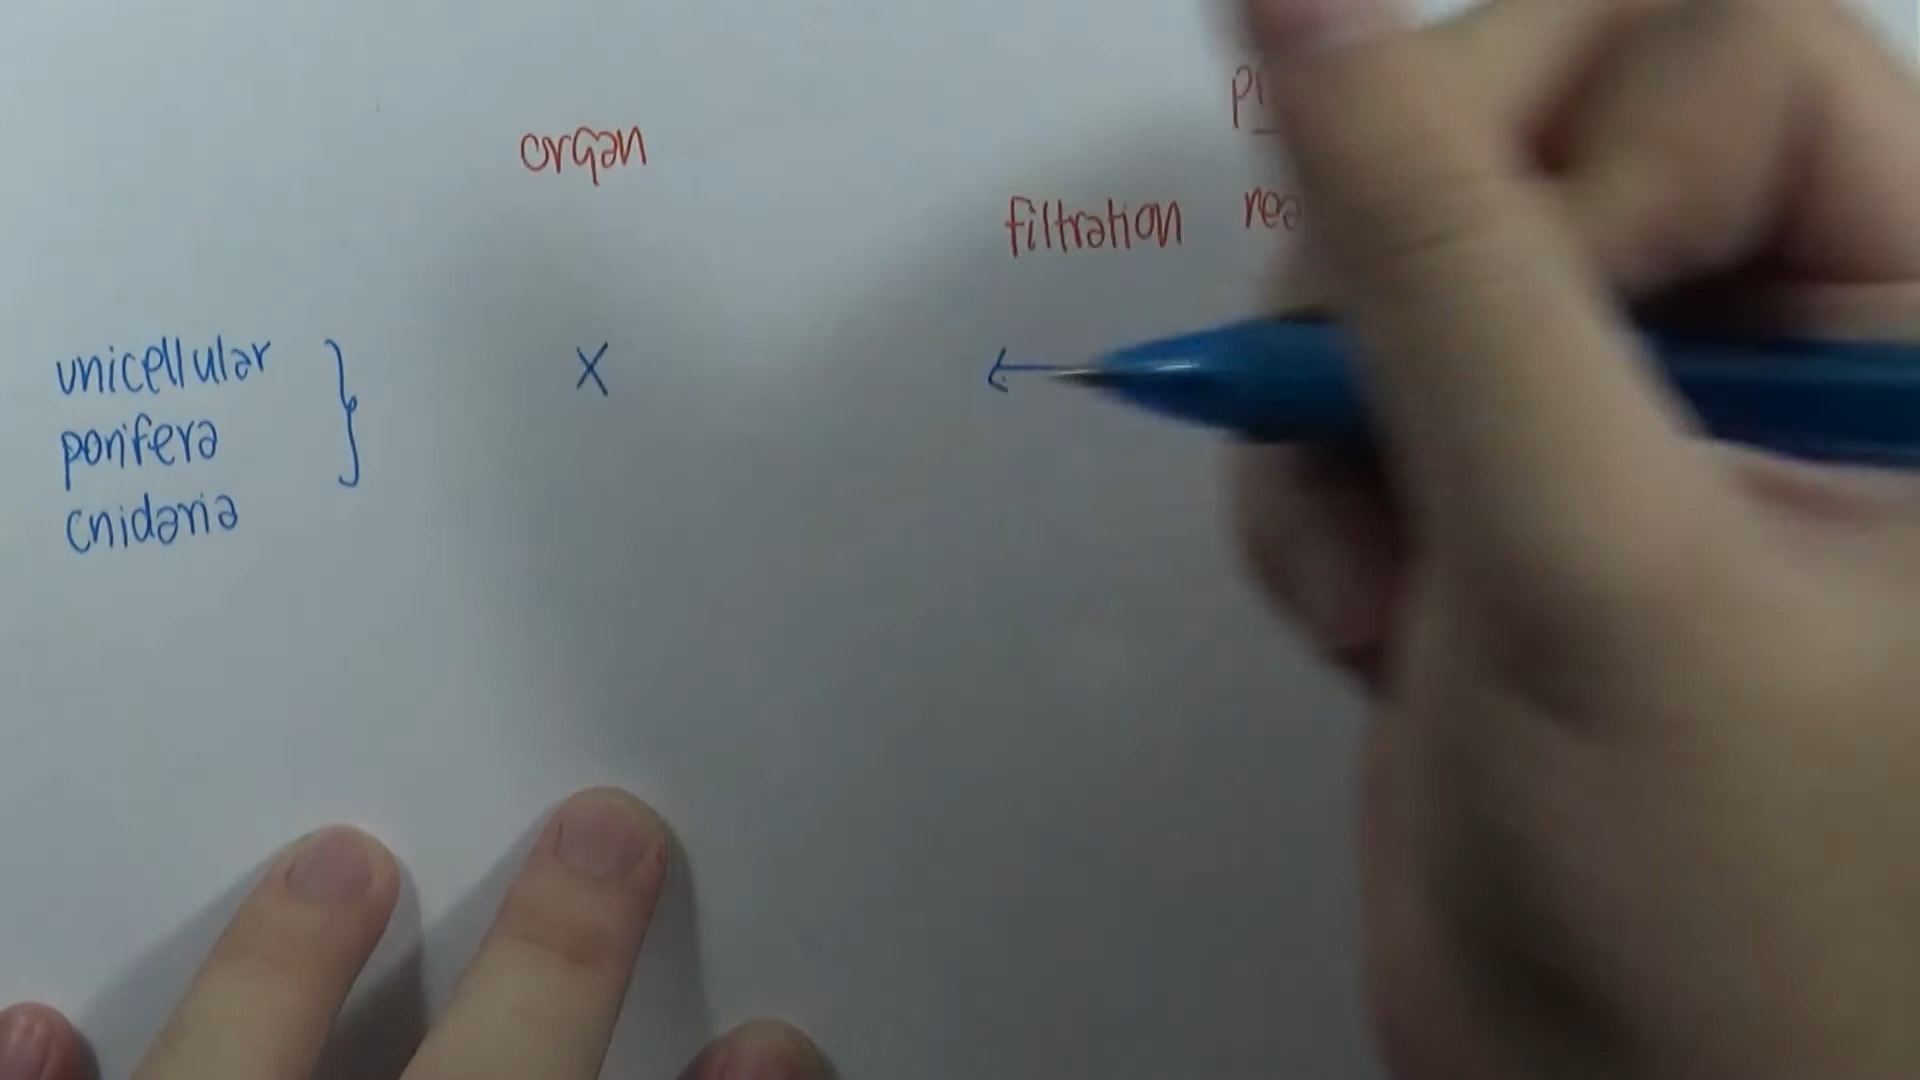 organ
filtration
unicellular
porifera
cnidaria
X